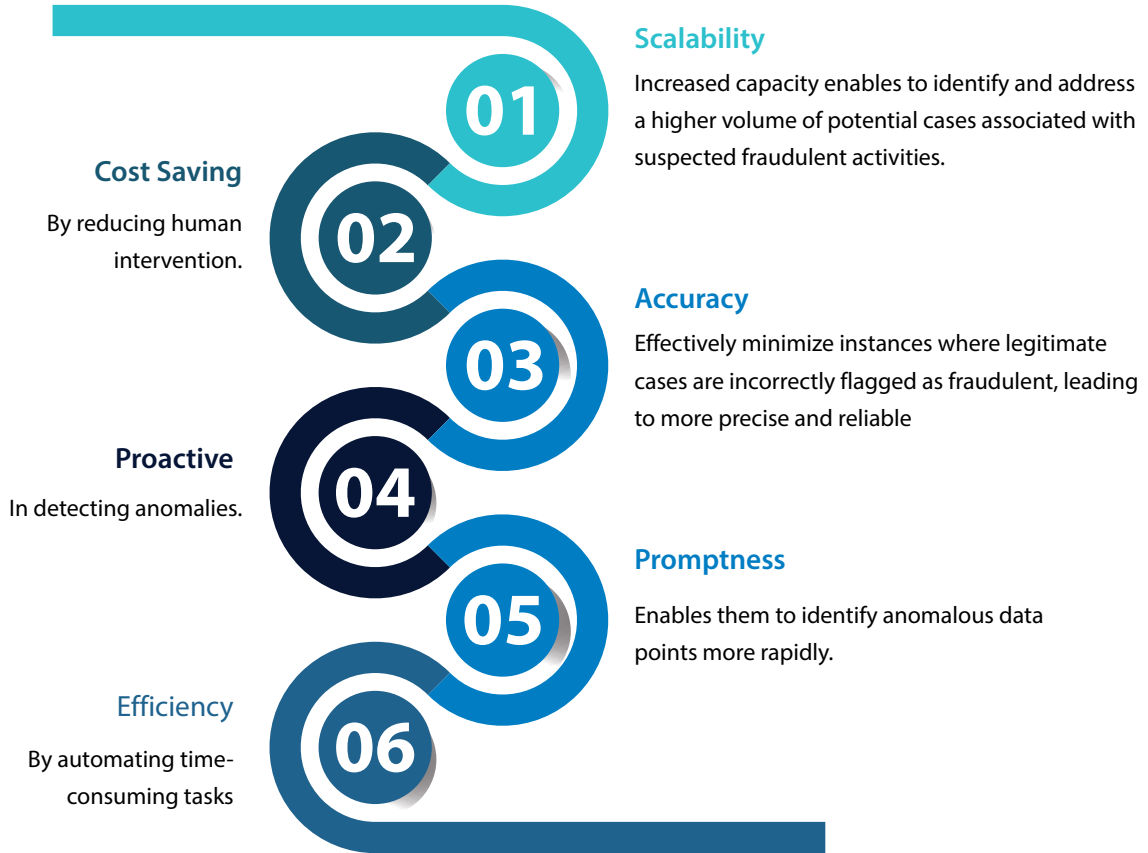 01
Scalability
Increased capacity enables to identify and address
a higher volume of potential cases associated with
suspected fraudulent activities.
02
Cost Saving
By reducing human
intervention.
03
Accuracy
Effectively minimize instances where legitimate
cases are incorrectly flagged as fraudulent, leading
to more precise and reliable
04
Proactive
In detecting anomalies.
05
Promptness
Enables them to identify anomalous data
points more rapidly.
06
Efficiency
By automating time-
consuming tasks